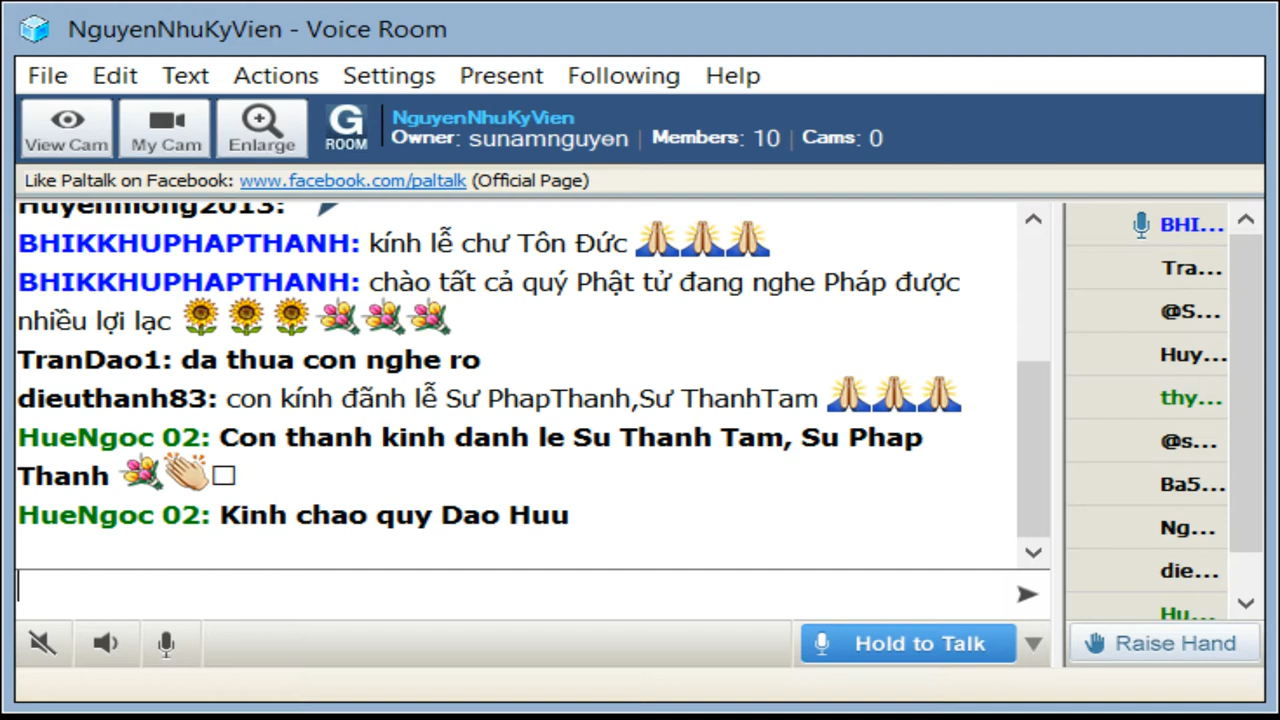 NguyenNhuKyVien - Voice Room
File Edit Text Actions Settings Present Following Help
View Cam My Cam Enlarge G ROOM
NguyenNhuKyVien
Owner: sunamnguyen | Members: 10 | Cams: 0
Like Paltalk on Facebook: www.facebook.com/paltalk (Official Page)
Huyenmong2013:
BHIKKHUPHAPTHANH: kính lễ chư Tôn Đức
BHIKKHUPHAPTHANH: chào tất cả quý Phật tử đang nghe Pháp được
nhiều lợi lạc
TranDao1: da thua con nghe ro
dieuthanh83: con kính đãnh lễ Sư PhapThanh,Sư ThanhTam
HueNgoc 02: Con thanh kinh danh le Su Thanh Tam, Su Phap
Thanh
HueNgoc 02: Kinh chao quy Dao Huu
BHI...
Tra...
@S...
Huy...
thy...
@s...
Ba5...
Ng...
die...
Hu...
Hold to Talk
Raise Hand